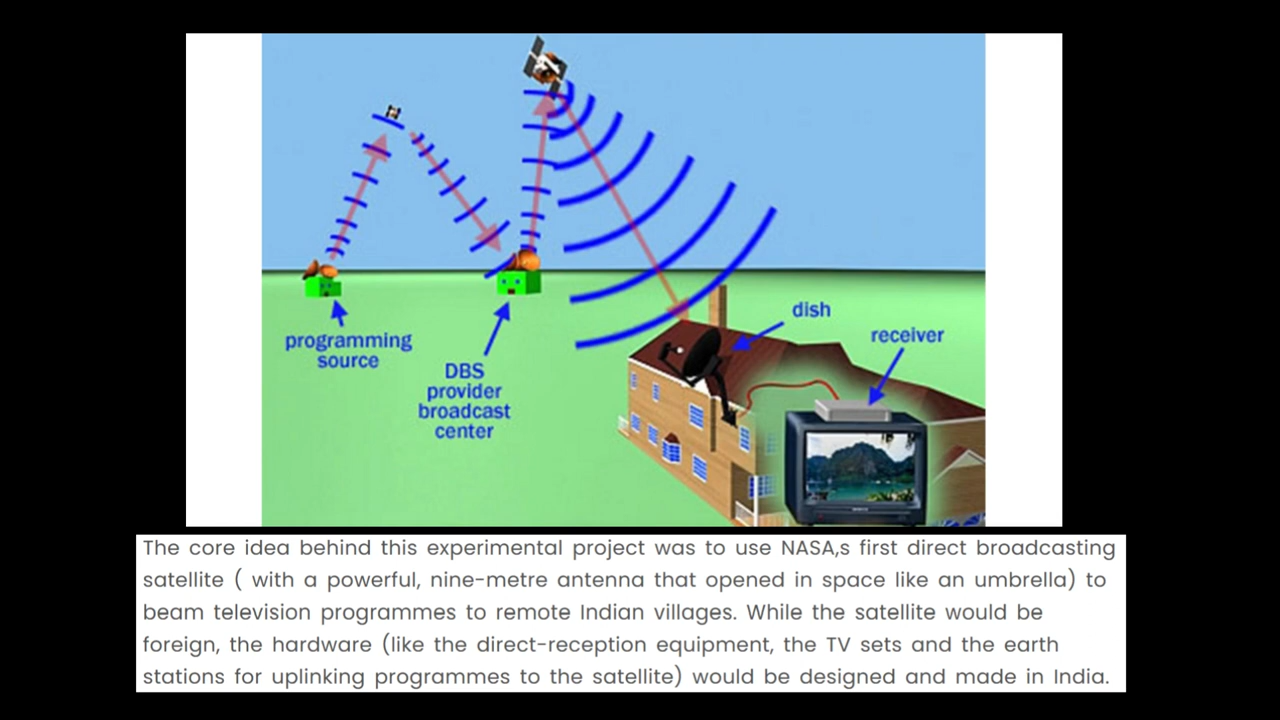 programming
source
DBS
provider
broadcast
center
dish
receiver
The core idea behind this experimental project was to use NASA,s first direct broadcasting
satellite ( with a powerful, nine-metre antenna that opened in space like an umbrella) to
beam television programmes to remote Indian villages. While the satellite would be
foreign, the hardware (like the direct-reception equipment, the TV sets and the earth
stations for uplinking programmes to the satellite) would be designed and made in India.